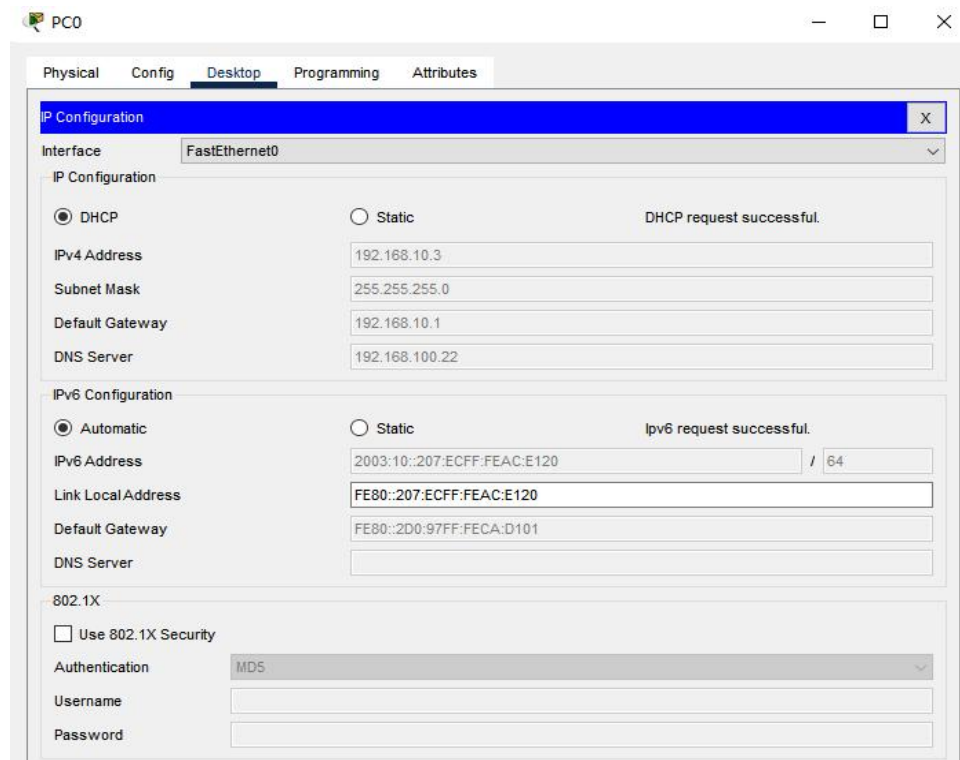 PC0
Physical Config Desktop Programming Attributes
IP Configuration X
Interface FastEthernet0
IP Configuration
DHCP Static DHCP request successful.
IPv4 Address 192.168.10.3
Subnet Mask 255.255.255.0
Default Gateway 192.168.10.1
DNS Server 192.168.100.22
IPv6 Configuration
Automatic Static Ipv6 request successful.
IPv6 Address 2003:10::207:ECFF:FEAC:E120 / 64
Link Local Address FE80::207:ECFF:FEAC:E120
Default Gateway FE80::2D0:97FF:FECA:D101
DNS Server
802.1X
Use 802.1X Security
Authentication MD5
Username
Password